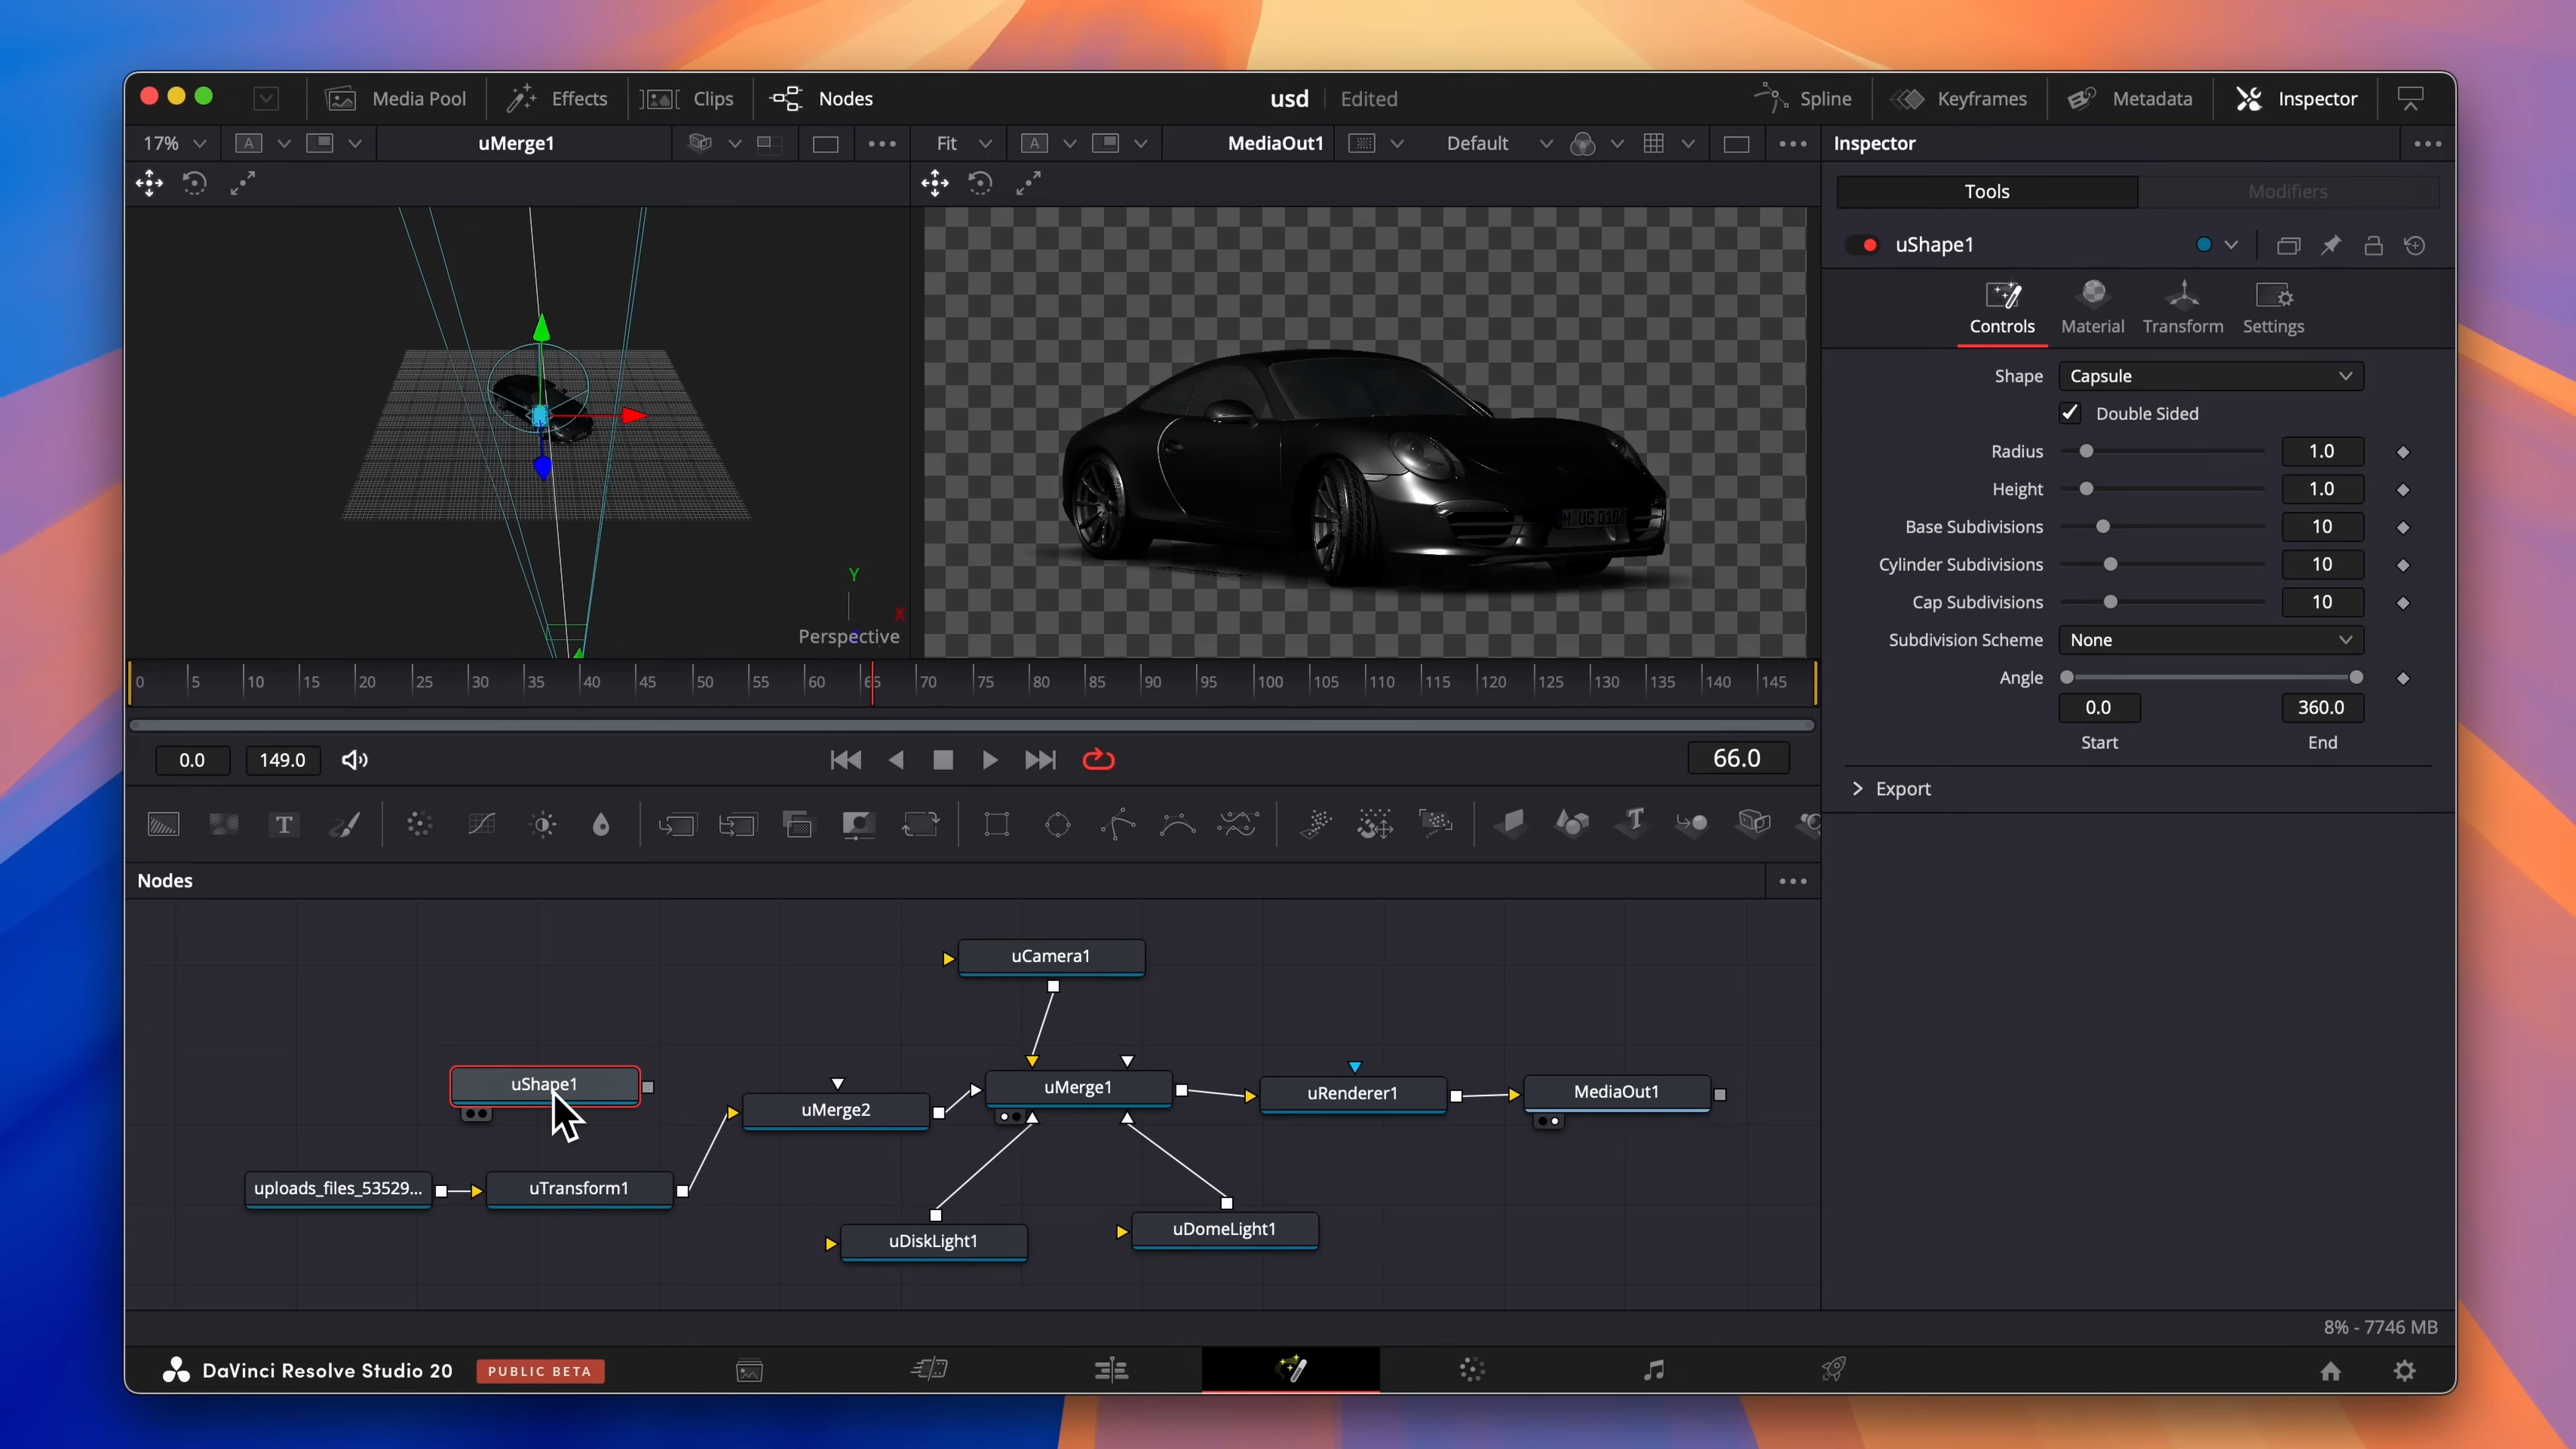 Media Pool Effects Clips Nodes usd Edited Spline Keyframes Metadata Inspector
17% A uMerge1 Fit A MediaOut1 Default Inspector
Tools Modifiers
uShape1
Controls Material Transform Settings
Shape Capsule
Double Sided
Radius 1.0
Height 1.0
Base Subdivisions 10
Cylinder Subdivisions 10
Cap Subdivisions 10
Subdivision Scheme None
Angle
0.0 360.0
Start End
Export
Y
X
Perspective
0 5 10 15 20 25 30 35 40 45 50 55 60 65 70 75 80 85 90 95 100 105 110 115 120 125 130 135 140 145
0.0 149.0 66.0
T
Nodes
uCamera1
uShape1
uMerge2
uMerge1
uRenderer1
MediaOut1
uploads_files_53529...
uTransform1
uDiskLight1
uDomeLight1
8% - 7746 MB
DaVinci Resolve Studio 20 PUBLIC BETA